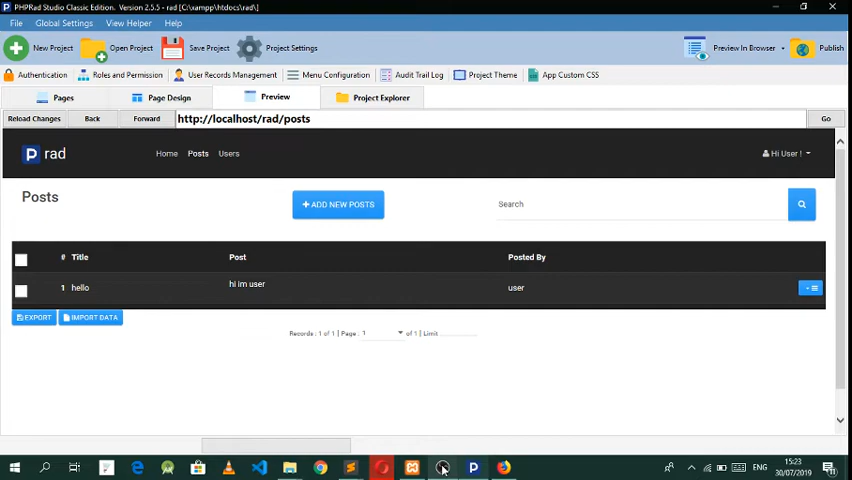 PHPRad Studio Classic Edition. Version 2.5.5 - rad [C:\xampp\htdocs\rad\]
File Global Settings View Helper Help
New Project Open Project Save Project Project Settings Preview In Browser Publish
Authentication Roles and Permission User Records Management Menu Configuration Audit Trail Log Project Theme App Custom CSS
Pages Page Design Preview Project Explorer
Reload Changes Back Forward http://localhost/rad/posts Go
P rad Home Posts Users Hi User !
Posts + ADD NEW POSTS Search
# Title Post Posted By
1 hello hi im user user
EXPORT IMPORT DATA
Records : 1 of 1 Page : 1 of 1 Limit
ENG 15:23
30/07/2019